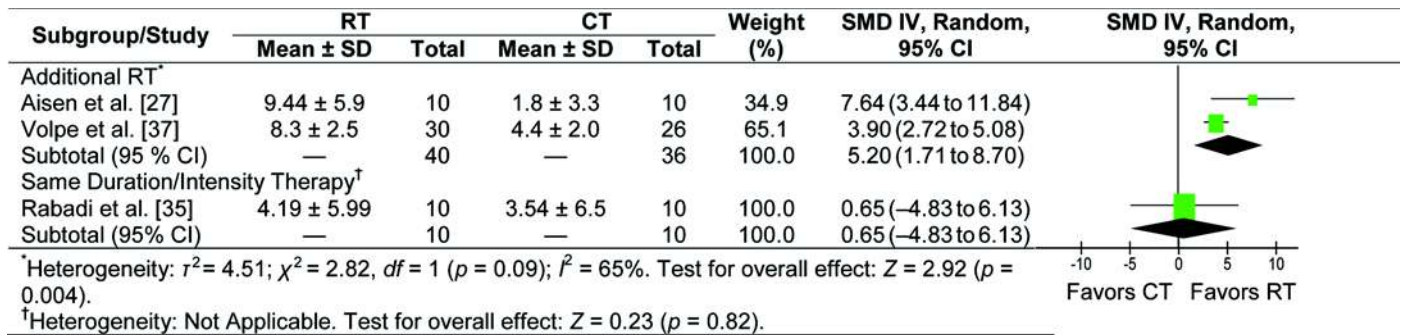 Subgroup/Study RT CT Weight (%) SMD IV, Random, 95% CI SMD IV, Random, 95% CI
Mean ± SD Total Mean ± SD Total
Additional RT*
Aisen et al. [27] 9.44 ± 5.9 10 1.8 ± 3.3 10 34.9 7.64 (3.44 to 11.84)
Volpe et al. [37] 8.3 ± 2.5 30 4.4 ± 2.0 26 65.1 3.90 (2.72 to 5.08)
Subtotal (95 % CI) — 40 — 36 100.0 5.20 (1.71 to 8.70)
Same Duration/Intensity Therapy†
Rabadi et al. [35] 4.19 ± 5.99 10 3.54 ± 6.5 10 100.0 0.65 (–4.83 to 6.13)
Subtotal (95% CI) — 10 — 10 100.0 0.65 (–4.83 to 6.13)
*Heterogeneity: τ² = 4.51; χ² = 2.82, df = 1 (p = 0.09); I² = 65%. Test for overall effect: Z = 2.92 (p =
0.004).
†Heterogeneity: Not Applicable. Test for overall effect: Z = 0.23 (p = 0.82).
-10 -5 0 5 10
Favors CT Favors RT